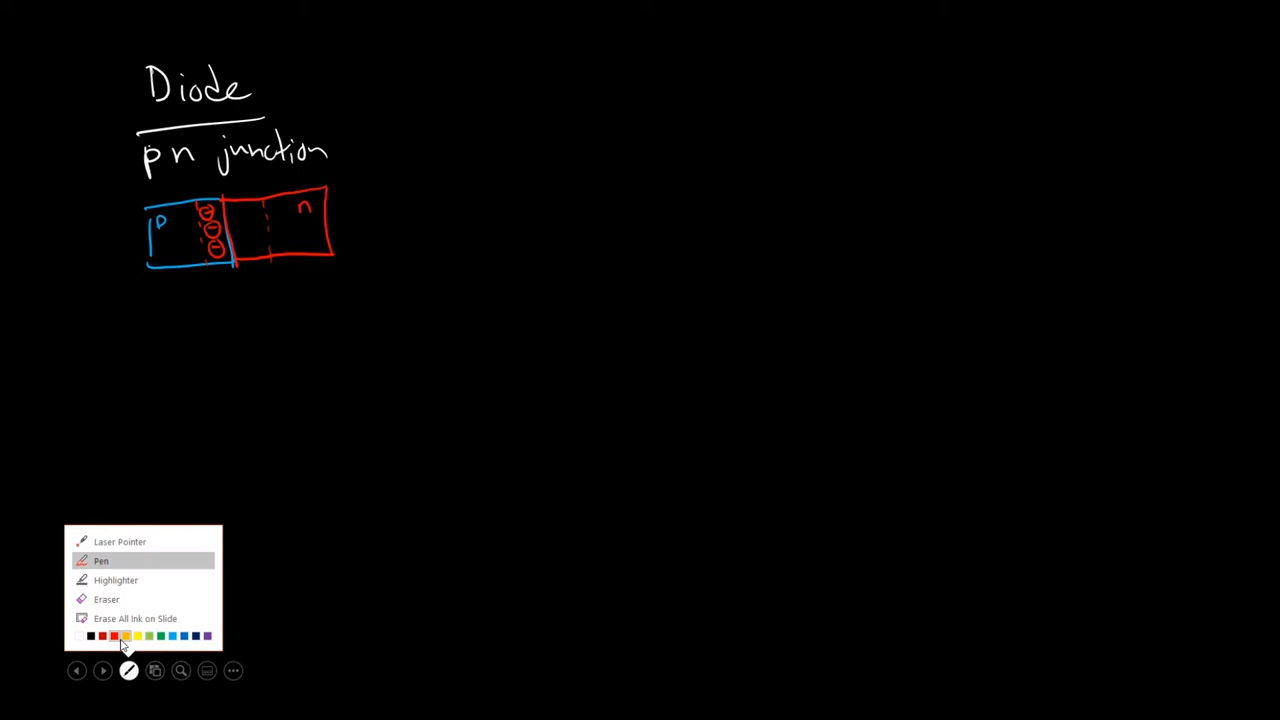 Diode
pn junction
p
n
Laser Pointer
Pen
Highlighter
Eraser
Erase All Ink on Slide